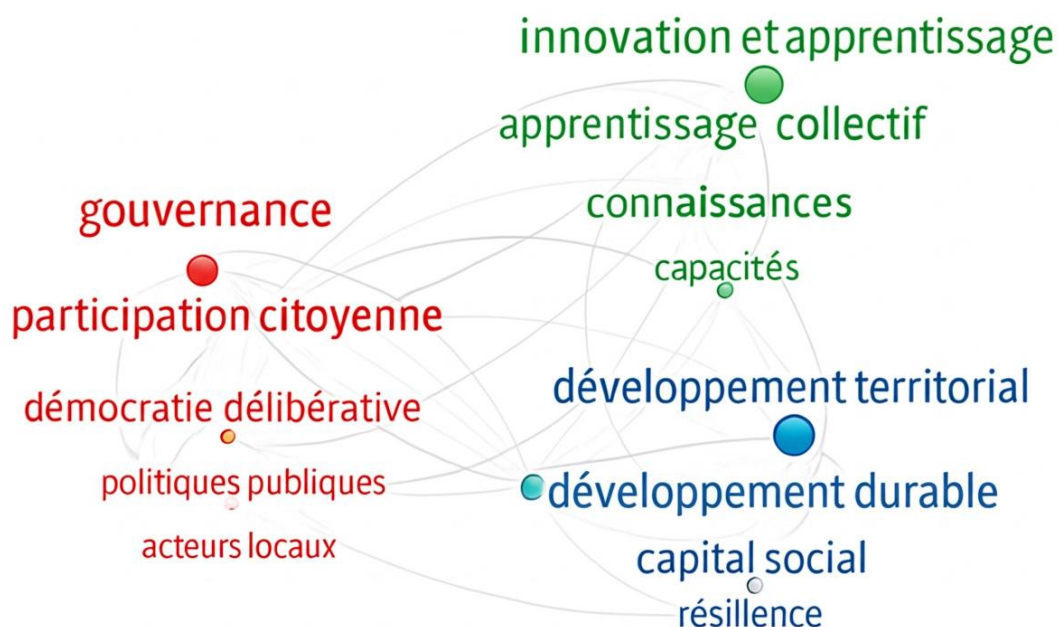 innovation et apprentissage
apprentissage collectif
connaissances
capacités
gouvernance
participation citoyenne
démocratie délibérative
politiques publiques
acteurs locaux
développement territorial
développement durable
capital social
résillence